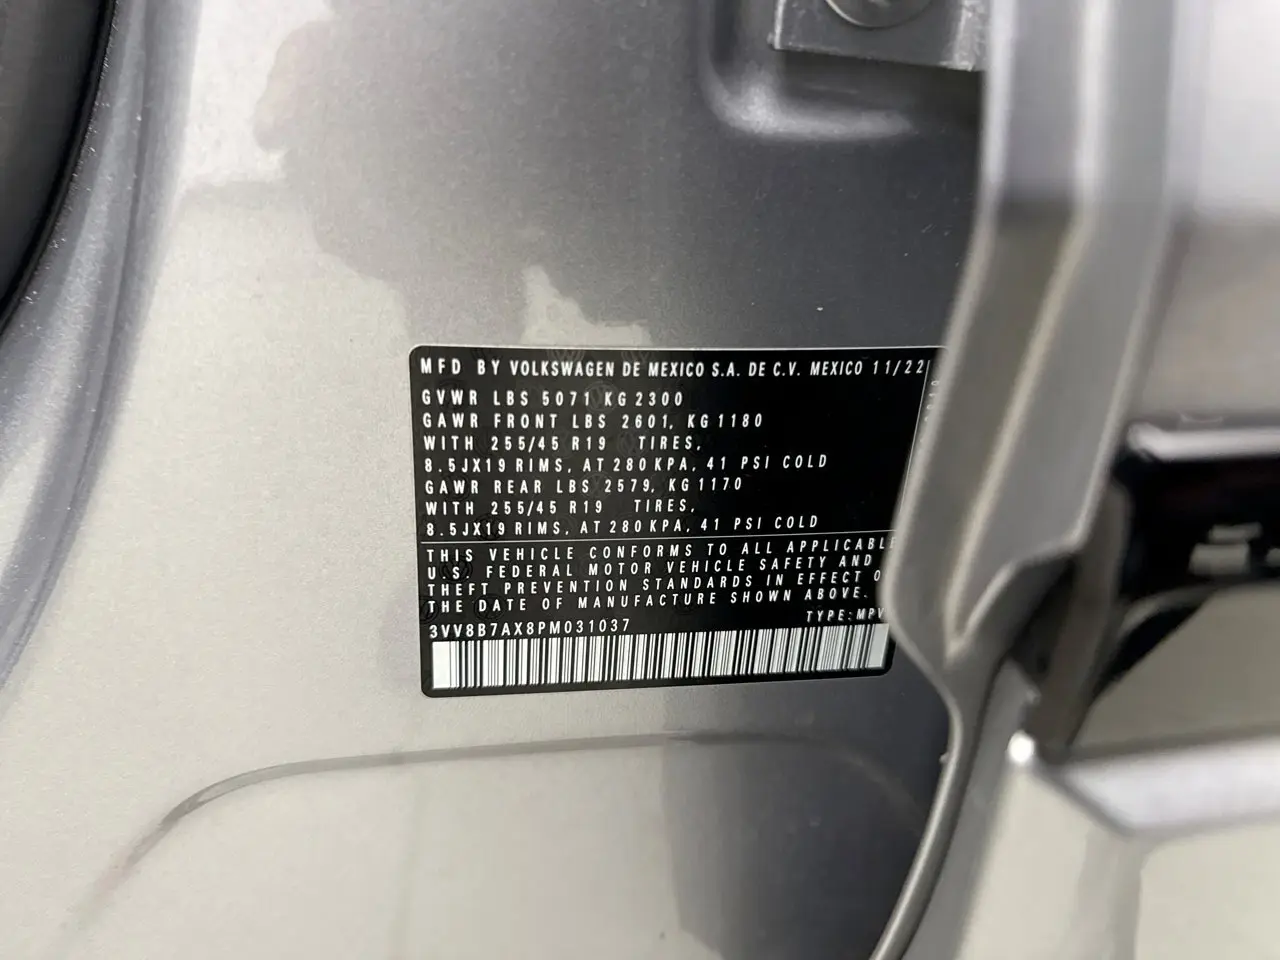 MFD BY VOLKSWAGEN DE MEXICO S.A. DE C.V. MEXICO 11/22
GVWR LBS 5071 KG 2300
GAWR FRONT LBS 2601, KG 1180
WITH 255/45 R19 TIRES,
8.5JX19 RIMS, AT 280 KPA, 41 PSI COLD
GAWR REAR LBS 2579, KG 1170
WITH 255/45 R19 TIRES,
8.5JX19 RIMS, AT 280 KPA, 41 PSI COLD
THIS VEHICLE CONFORMS TO ALL APPLICABLE
U.S. FEDERAL MOTOR VEHICLE SAFETY AND
THEFT PREVENTION STANDARDS IN EFFECT O
THE DATE OF MANUFACTURE SHOWN ABOVE.
3VV8B7AX8PM031037 TYPE:MPV